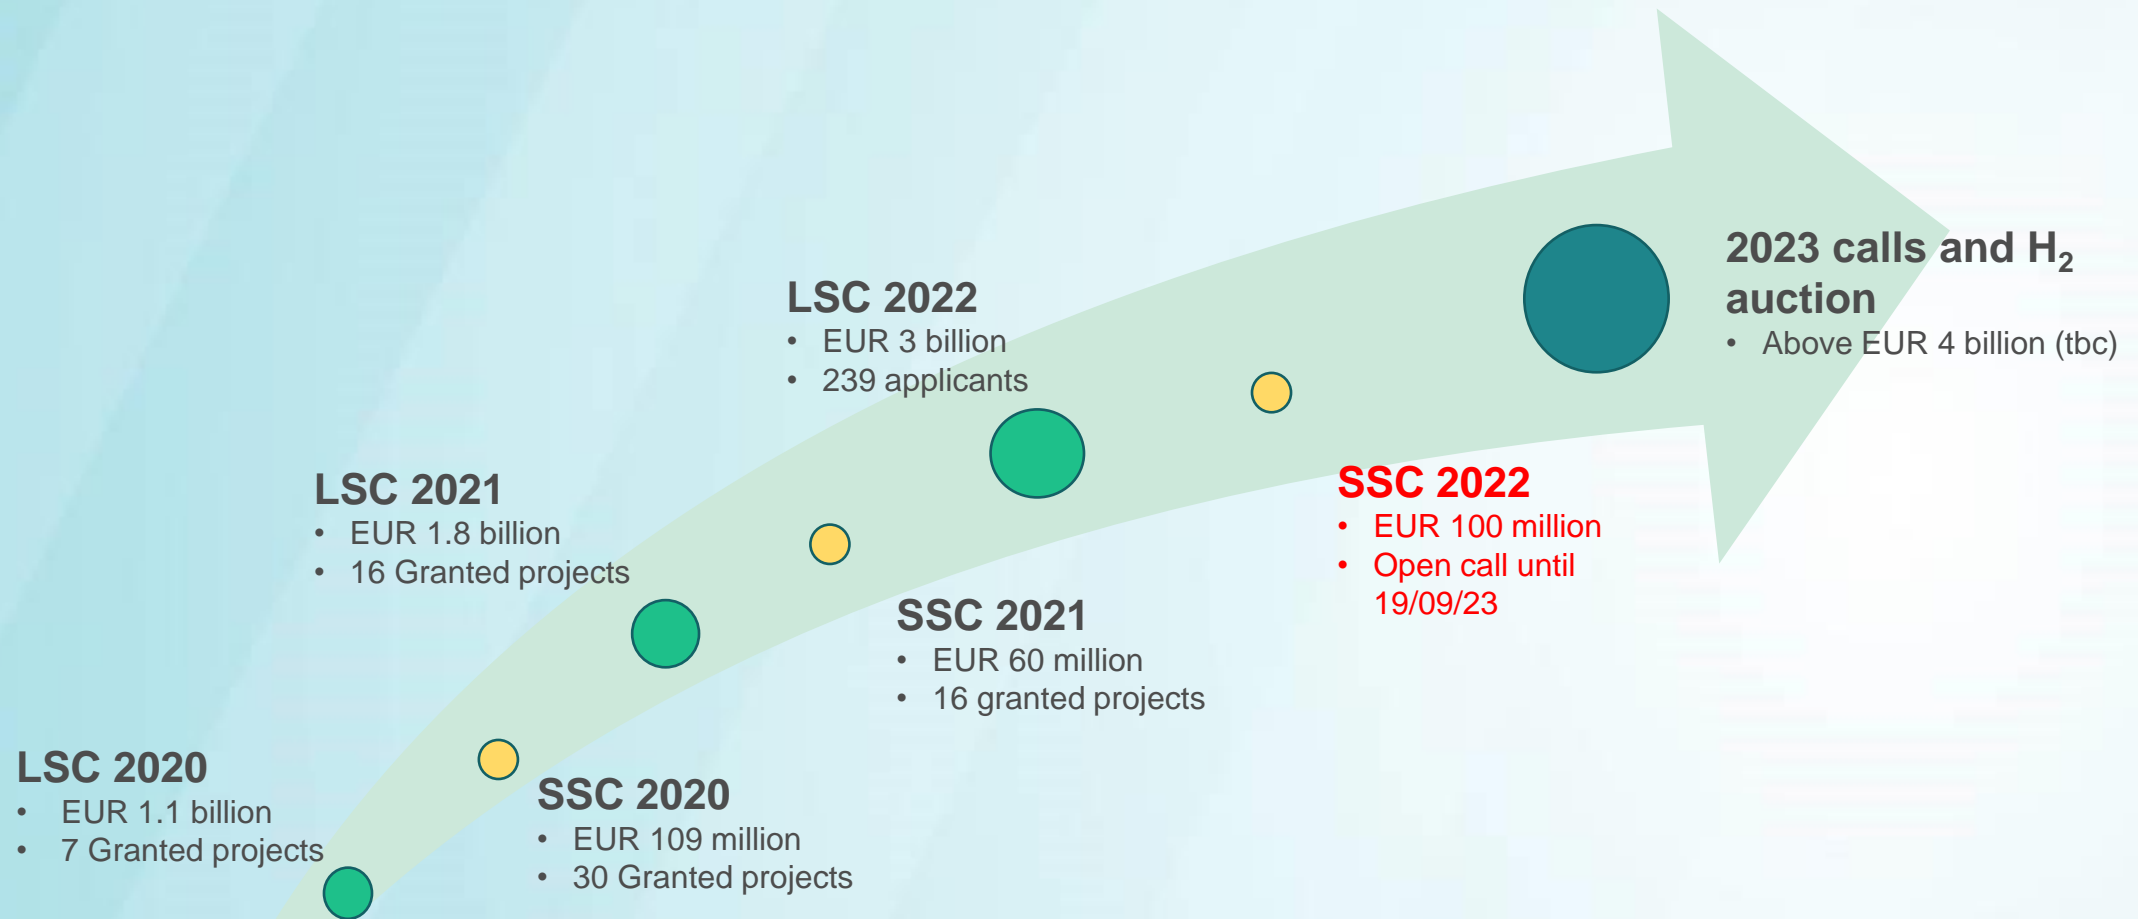 LSC 2020
• EUR 1.1 billion
• 7 Granted projects
SSC 2020
• EUR 109 million
• 30 Granted projects
LSC 2021
• EUR 1.8 billion
• 16 Granted projects
SSC 2021
• EUR 60 million
• 16 granted projects
LSC 2022
• EUR 3 billion
• 239 applicants
SSC 2022
• EUR 100 million
• Open call until
19/09/23
2023 calls and H₂
auction
• Above EUR 4 billion (tbc)